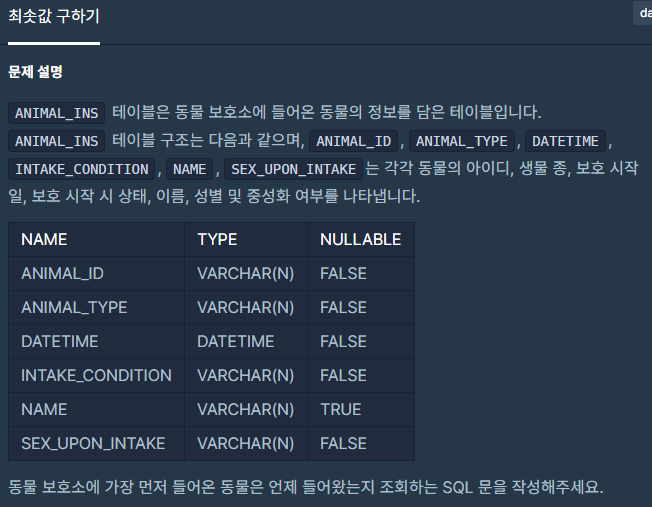 최솟값 구하기
da
문제 설명
ANIMAL_INS 테이블은 동물 보호소에 들어온 동물의 정보를 담은 테이블입니다.
ANIMAL_INS 테이블 구조는 다음과 같으며, ANIMAL_ID , ANIMAL_TYPE , DATETIME ,
INTAKE_CONDITION , NAME , SEX_UPON_INTAKE 는 각각 동물의 아이디, 생물 종, 보호 시작
일, 보호 시작 시 상태, 이름, 성별 및 중성화 여부를 나타냅니다.
NAME TYPE NULLABLE
ANIMAL_ID VARCHAR(N) FALSE
ANIMAL_TYPE VARCHAR(N) FALSE
DATETIME DATETIME FALSE
INTAKE_CONDITION VARCHAR(N) FALSE
NAME VARCHAR(N) TRUE
SEX_UPON_INTAKE VARCHAR(N) FALSE
동물 보호소에 가장 먼저 들어온 동물은 언제 들어왔는지 조회하는 SQL 문을 작성해주세요.